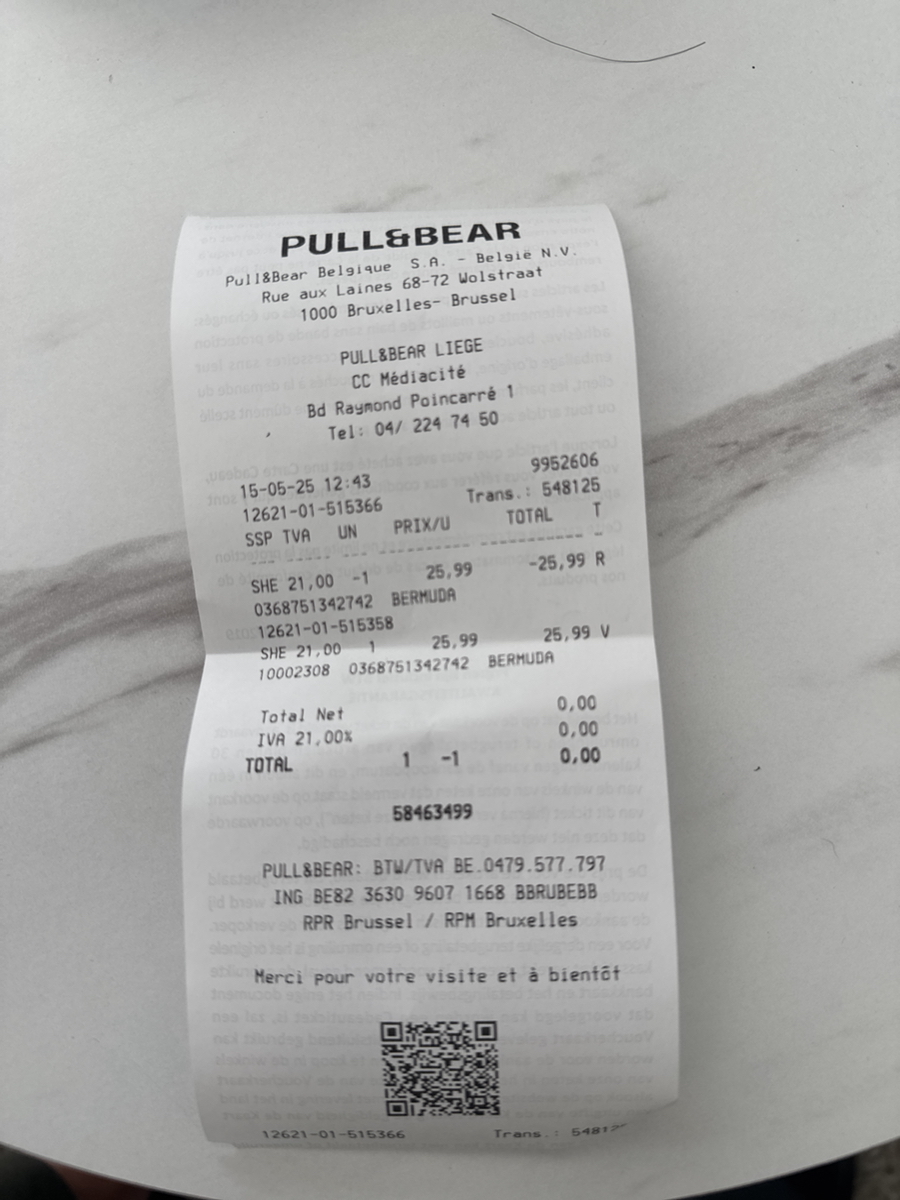 PULL&BEAR
Pull&Bear Belgique S.A. - België N.V.
Rue aux Laines 68-72 Wolstraat
1000 Bruxelles- Brussel
PULL&BEAR LIEGE
CC Médiacité
Bd Raymond Poincarré 1
Tel: 04/ 224 74 50
9952606
15-05-25 12:43
12621-01-515366 Trans.: 548125
SSP TVA UN PRIX/U TOTAL T
SHE 21,00 -1 25,99 -25,99 R
0368751342742 BERMUDA
12621-01-515358
SHE 21,00 1 25,99 25,99 V
10002308 0368751342742 BERMUDA
Total Net 0,00
IVA 21,00% 0,00
TOTAL 1 -1 0,00
58463499
PULL&BEAR: BTW/TVA BE.0479.577.797
ING BE82 3630 9607 1668 BBRUBEBB
RPR Brussel / RPM Bruxelles
Merci pour votre visite et à bientôt
12621-01-515366 Trans.: